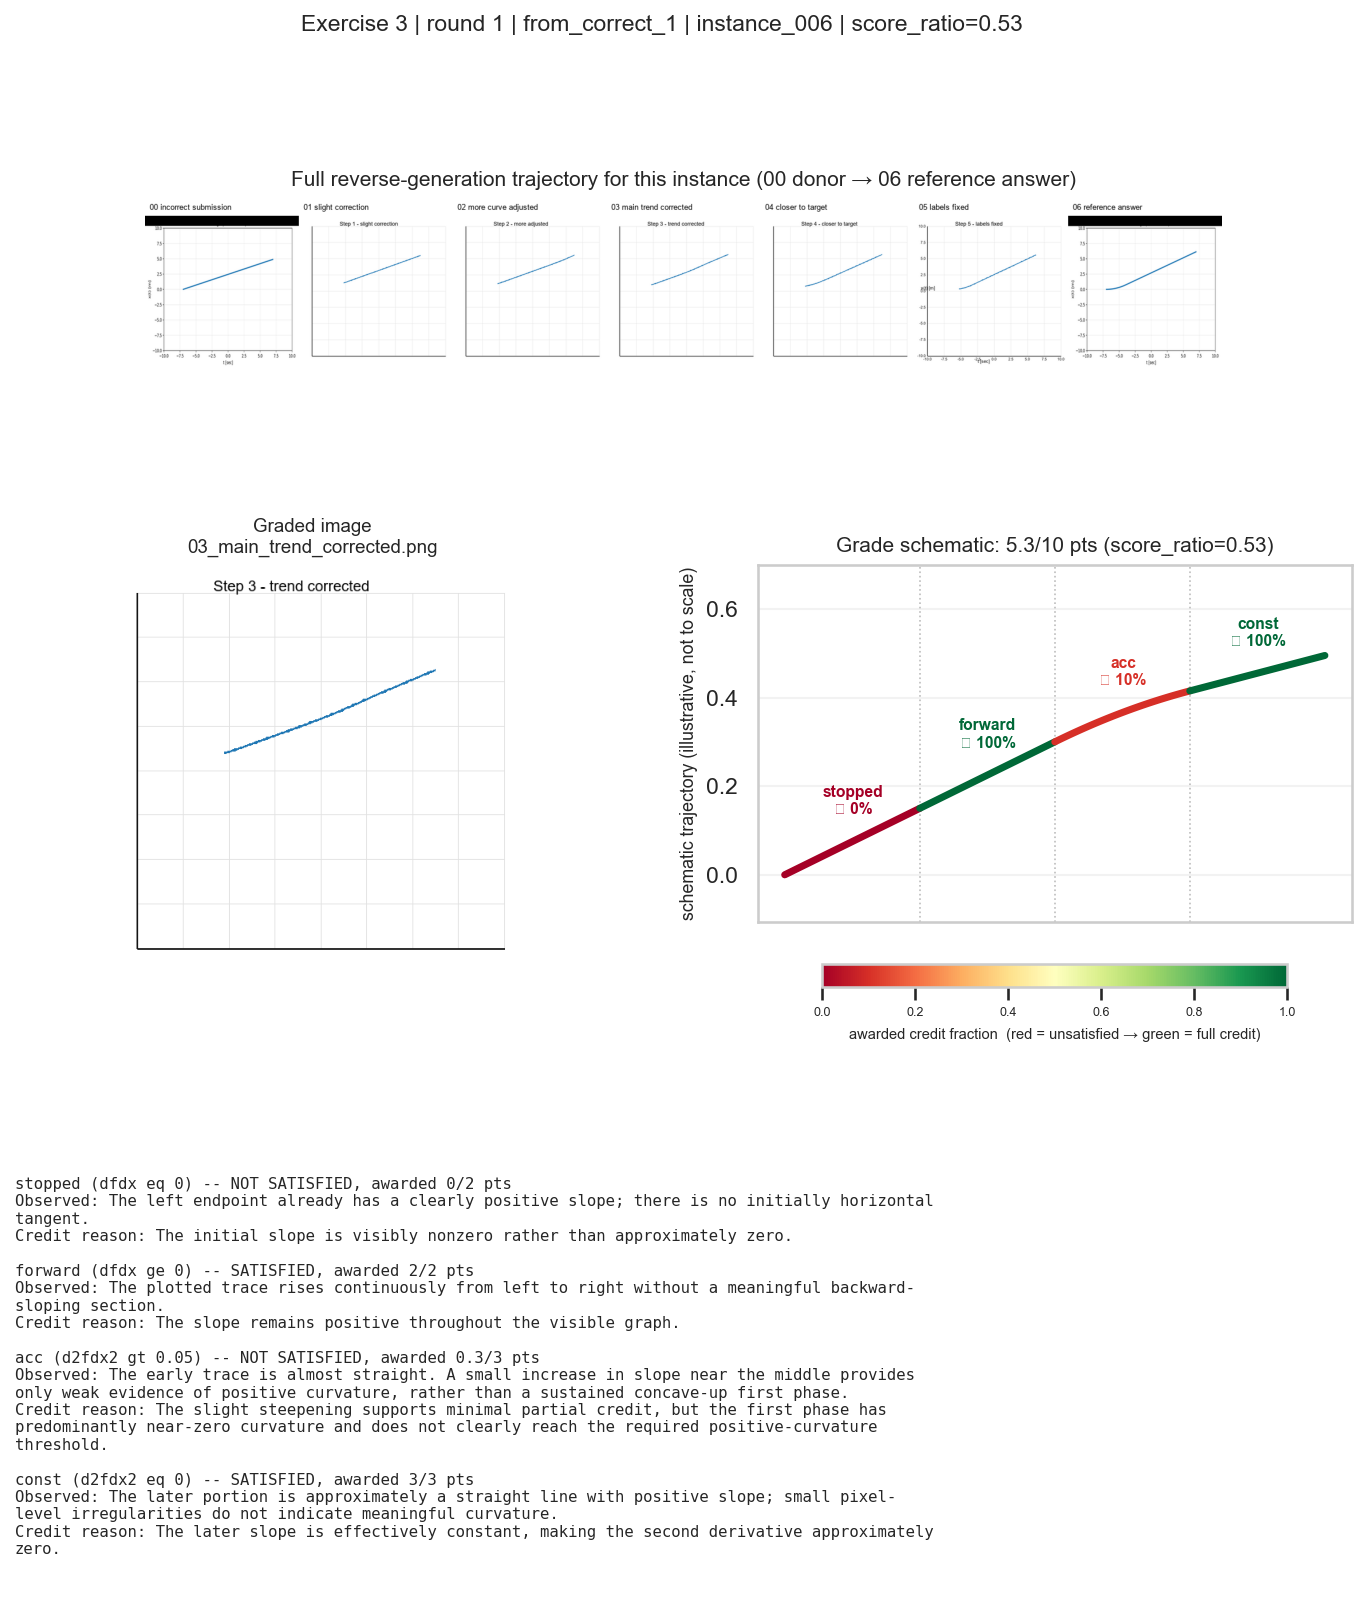 Exercise 3 | round 1 | from_correct_1 | instance_006 | score_ratio=0.53
Full reverse-generation trajectory for this instance (00 donor → 06 reference answer)
00 incorrect submission
01 slight correction
02 more curve adjusted
03 main trend corrected
04 closer to target
05 labels fixed
06 reference answer
Step 1 - slight correction
Step 2 - more adjusted
Step 3 - trend corrected
Step 4 - closer to target
Step 5 - labels fixed
Graded image
03_main_trend_corrected.png
Step 3 - trend corrected
Grade schematic: 5.3/10 pts (score_ratio=0.53)
schematic trajectory (illustrative, not to scale)
0.6
0.4
0.2
0.0
stopped
0%
forward
100%
acc
10%
const
100%
0.0 0.2 0.4 0.6 0.8 1.0
awarded credit fraction (red = unsatisfied → green = full credit)
stopped (dfdx eq 0) -- NOT SATISFIED, awarded 0/2 pts
Observed: The left endpoint already has a clearly positive slope; there is no initially horizontal
tangent.
Credit reason: The initial slope is visibly nonzero rather than approximately zero.
forward (dfdx ge 0) -- SATISFIED, awarded 2/2 pts
Observed: The plotted trace rises continuously from left to right without a meaningful backward-
sloping section.
Credit reason: The slope remains positive throughout the visible graph.
acc (d2fdx2 gt 0.05) -- NOT SATISFIED, awarded 0.3/3 pts
Observed: The early trace is almost straight. A small increase in slope near the middle provides
only weak evidence of positive curvature, rather than a sustained concave-up first phase.
Credit reason: The slight steepening supports minimal partial credit, but the first phase has
predominantly near-zero curvature and does not clearly reach the required positive-curvature
threshold.
const (d2fdx2 eq 0) -- SATISFIED, awarded 3/3 pts
Observed: The later portion is approximately a straight line with positive slope; small pixel-
level irregularities do not indicate meaningful curvature.
Credit reason: The later slope is effectively constant, making the second derivative approximately
zero.